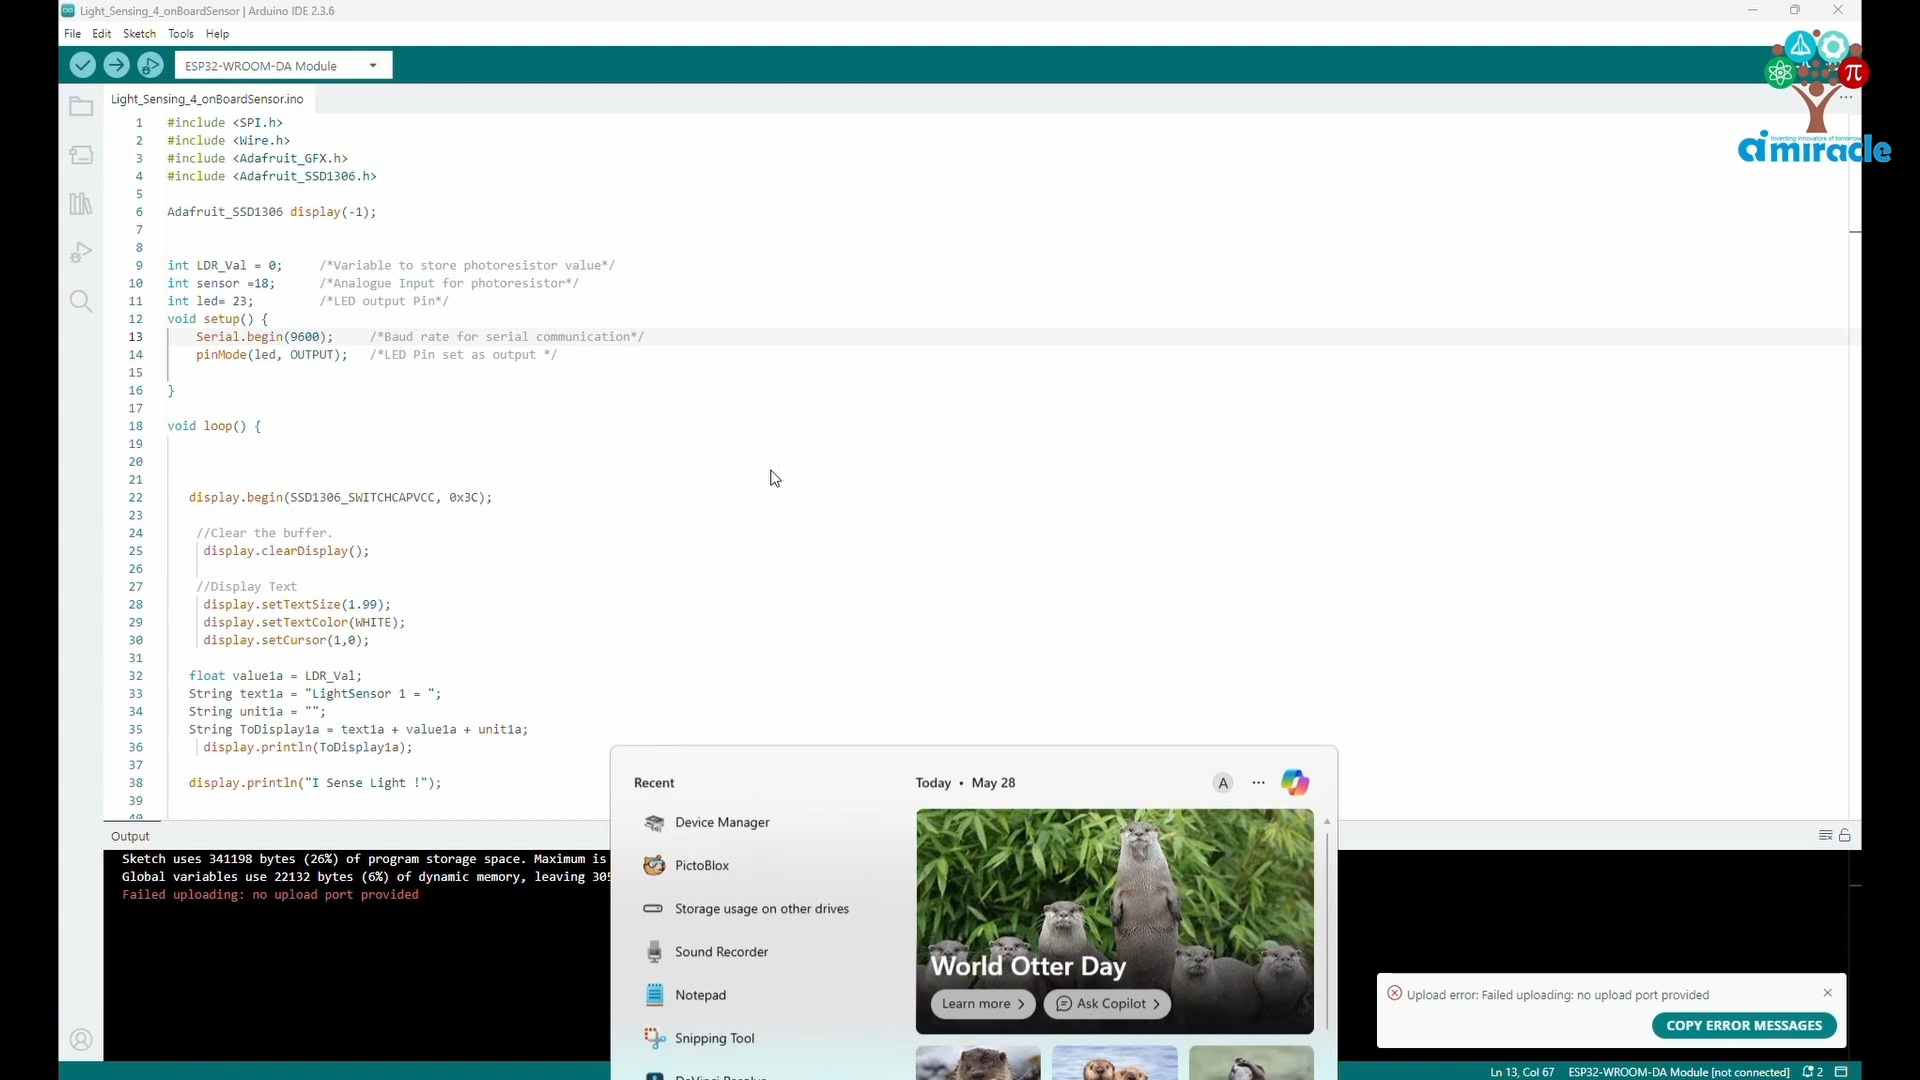 Light_Sensing_4_onBoardSensor | Arduino IDE 2.3.6
File Edit Sketch Tools Help
ESP32-WROOM-DA Module
Light_Sensing_4_onBoardSensor.ino
1 #include <SPI.h>
2 #include <Wire.h>
3 #include <Adafruit_GFX.h>
4 #include <Adafruit_SSD1306.h>
5
6 Adafruit_SSD1306 display(-1);
7
8
9 int LDR_Val = 0; /*Variable to store photoresistor value*/
10 int sensor =18; /*Analogue Input for photoresistor*/
11 int led= 23; /*LED output Pin*/
12 void setup() {
13 Serial.begin(9600); /*Baud rate for serial communication*/
14 pinMode(led, OUTPUT); /*LED Pin set as output */
15
16 }
17
18 void loop() {
19
20
21
22 display.begin(SSD1306_SWITCHCAPVCC, 0x3C);
23
24 //Clear the buffer.
25 display.clearDisplay();
26
27 //Display Text
28 display.setTextSize(1.99);
29 display.setTextColor(WHITE);
30 display.setCursor(1,0);
31
32 float value1a = LDR_Val;
33 String text1a = "LightSensor 1 = ";
34 String unit1a = "";
35 String ToDisplay1a = text1a + value1a + unit1a;
36 display.println(ToDisplay1a);
37
38 display.println("I Sense Light !");
39
40
Output
Sketch uses 341198 bytes (26%) of program storage space. Maximum is
Global variables use 22132 bytes (6%) of dynamic memory, leaving 305
Failed uploading: no upload port provided
Recent
Device Manager
PictoBlox
Storage usage on other drives
Sound Recorder
Notepad
Snipping Tool
DaVinci Resolve
Today • May 28
A
World Otter Day
Learn more
Ask Copilot
Upload error: Failed uploading: no upload port provided
COPY ERROR MESSAGES
Ln 13, Col 67 ESP32-WROOM-DA Module [not connected] 2
π
Inventing innovators of tomorrow
aimiracle